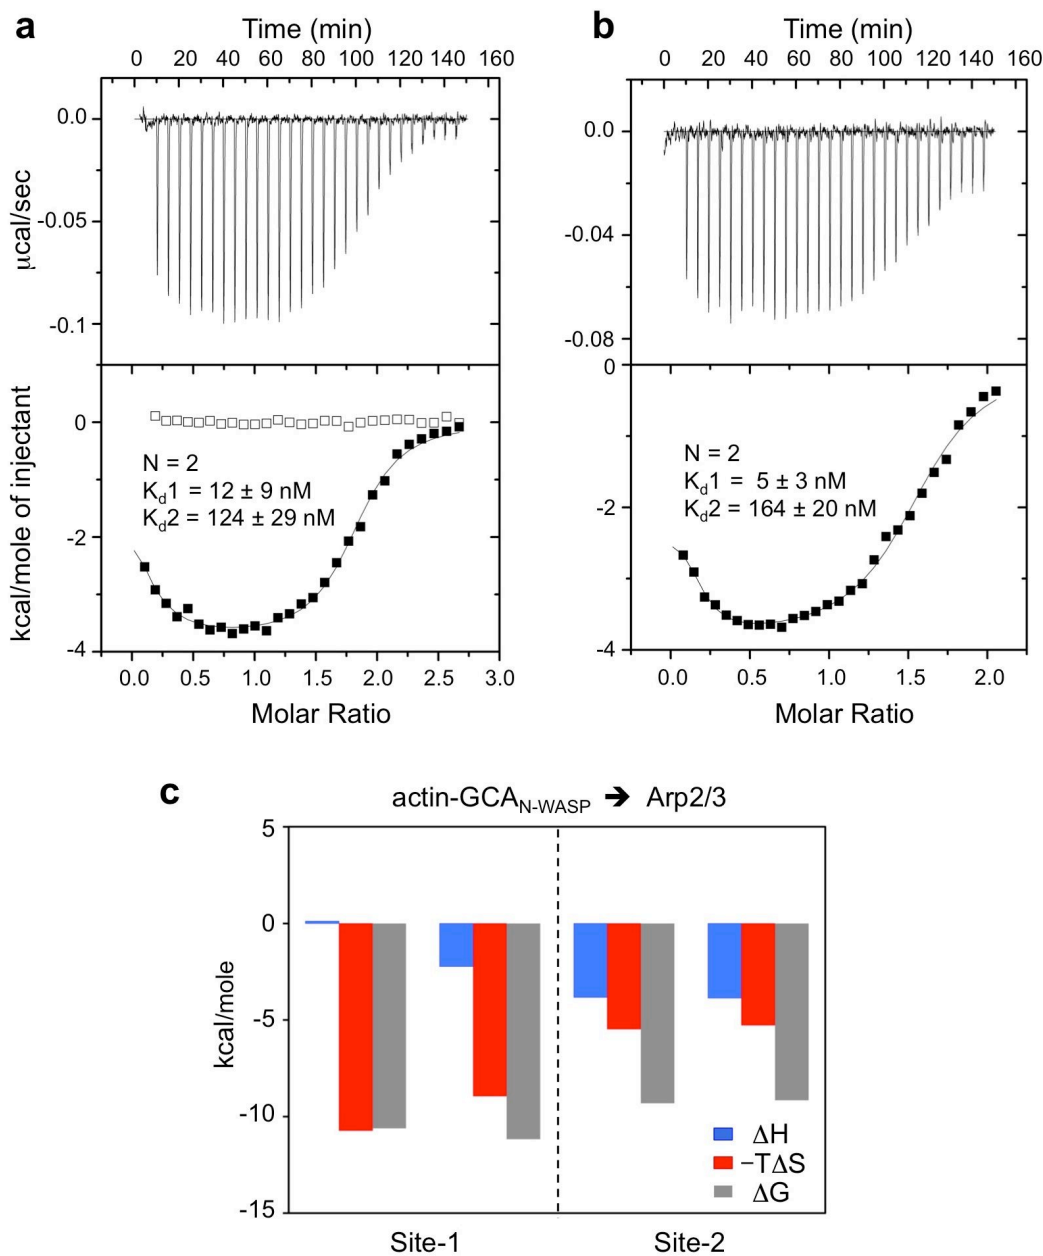 a
Time (min)
0 20 40 60 80 100 120 140 160
0.0
-0.05
-0.1
μcal/sec
0
-2
-4
kcal/mole of injectant
N = 2
Kd1 = 12 ± 9 nM
Kd2 = 124 ± 29 nM
0.0 0.5 1.0 1.5 2.0 2.5 3.0
Molar Ratio
b
Time (min)
0 20 40 60 80 100 120 140 160
0.0
-0.04
-0.08
0
-2
-4
N = 2
Kd1 = 5 ± 3 nM
Kd2 = 164 ± 20 nM
0.0 0.5 1.0 1.5 2.0
Molar Ratio
c
actin-GCAN-WASP ➔ Arp2/3
5
0
-5
-10
-15
kcal/mole
ΔH
−TΔS
ΔG
Site-1 Site-2